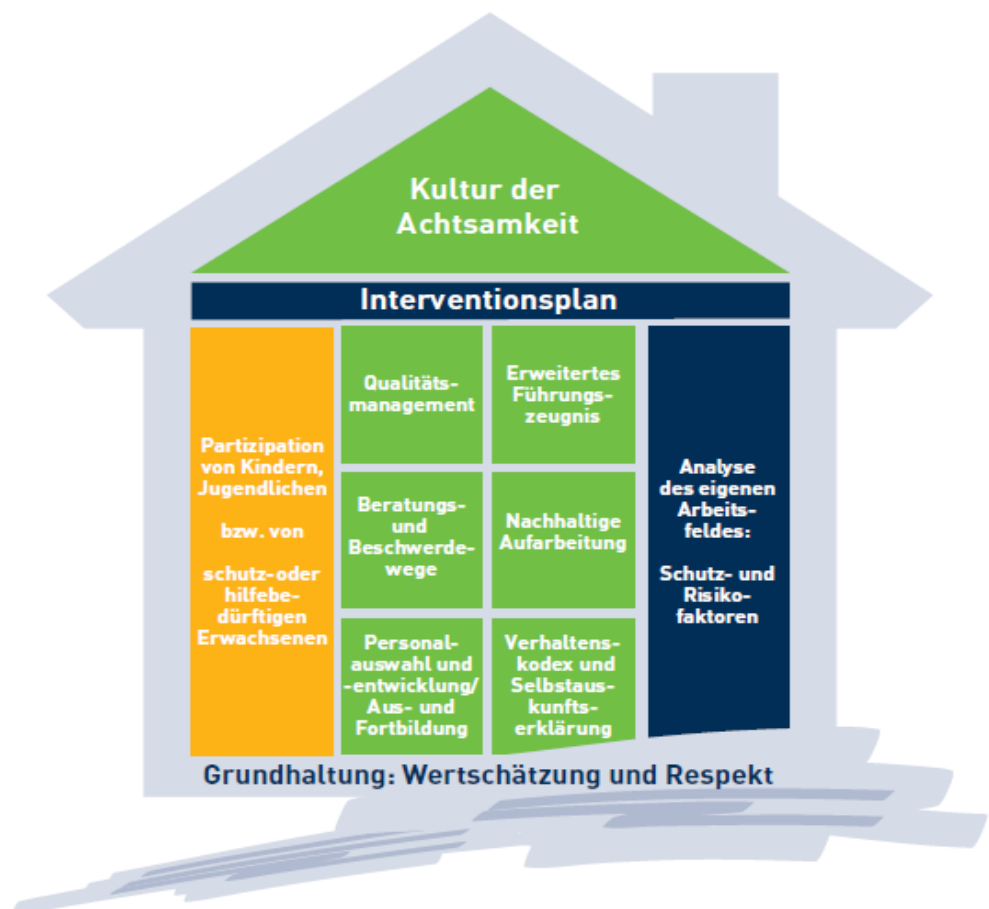 Kultur der
Achtsamkeit
Interventionsplan
Partizipation
von Kindern,
Jugendlichen
bzw. von
schutz-oder
hilfebe-
dürftigen
Erwachsenen
Qualitäts-
management
Erweitertes
Führungs-
zeugnis
Beratungs-
und
Beschwerde-
wege
Nachhaltige
Aufarbeitung
Personal-
auswahl und
-entwicklung/
Aus- und
Fortbildung
Verhaltens-
kodex und
Selbstaus-
kunfts-
erklärung
Analyse
des eigenen
Arbeits-
feldes:
Schutz- und
Risiko-
faktoren
Grundhaltung: Wertschätzung und Respekt